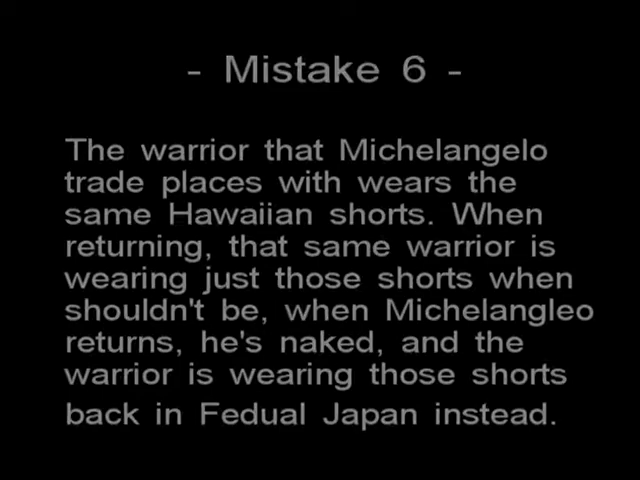 - Mistake 6 -
The warrior that Michelangelo
trade places with wears the
same Hawaiian shorts. When
returning, that same warrior is
wearing just those shorts when
shouldn't be, when Michelangleo
returns, he's naked, and the
warrior is wearing those shorts
back in Fedual Japan instead.